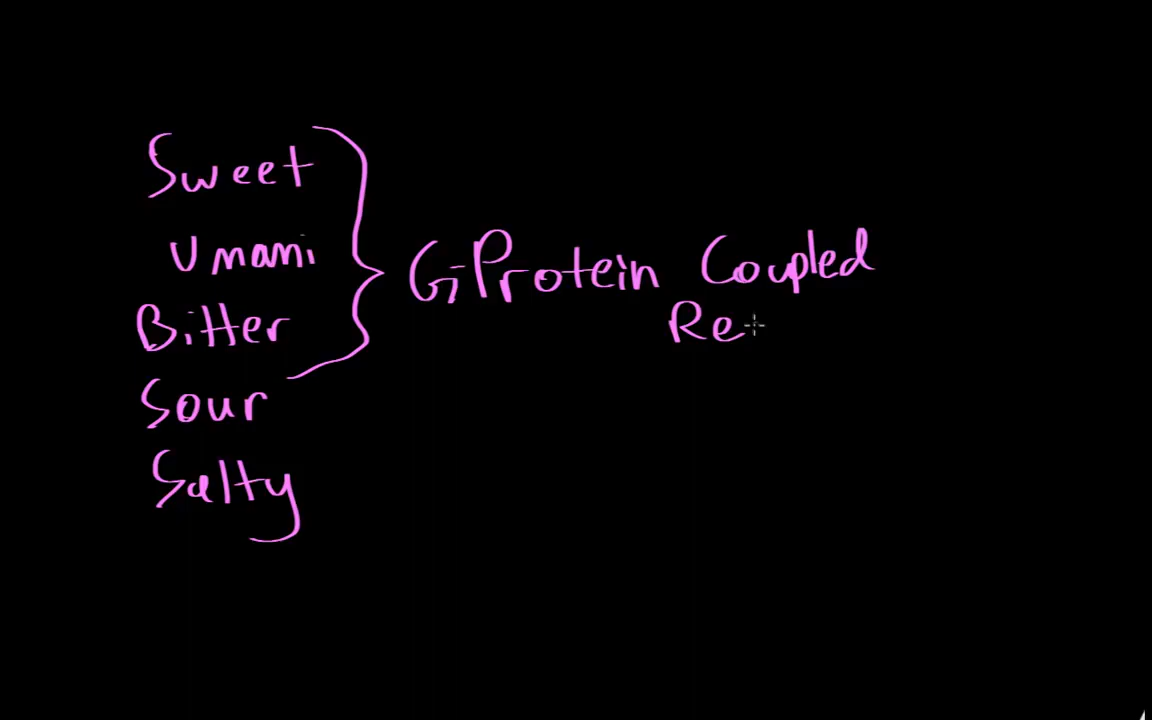 Sweet
Umami
Bitter
Sour
Salty
G Protein Coupled
Re